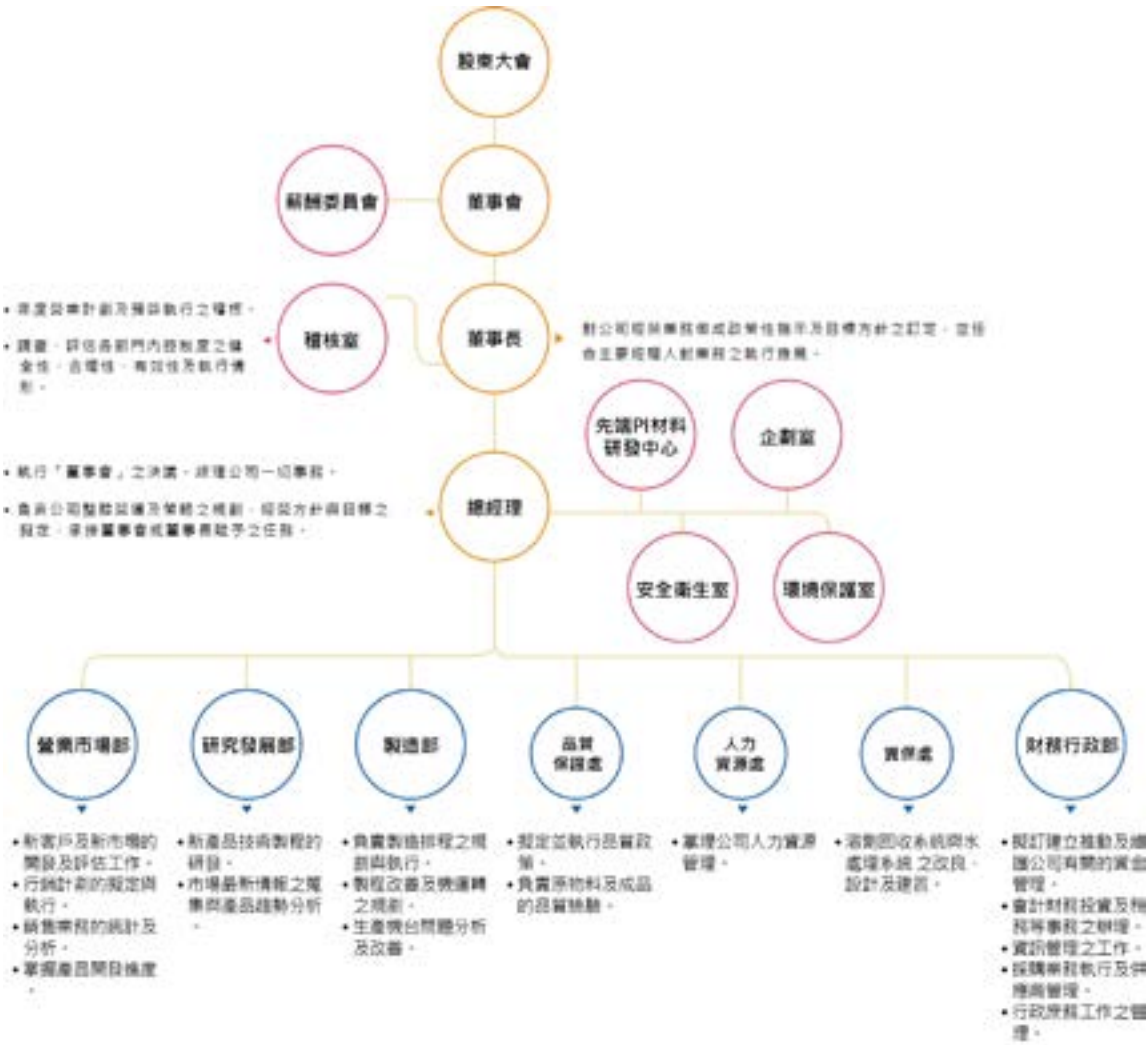 股東大會
薪酬委員會
董事會
• 年度營業計劃及預算執行之稽核。
• 調查、評估各部門內控制度之健
全性、合理性、有效性及執行情
形。
稽核室
董事長
對公司經營業務做成政策性指示及目標方針之訂定，並任
命主要經理人創業務之執行推展。
先端PI材料
研發中心
企劃室
• 執行「董事會」之決議，綜理公司一切事務。
• 負責公司整體營運及策略之規劃、經營方針與目標之
擬定，承接董事會或董事長賦予之任務。
總經理
安全衛生室
環境保護室
營業市場部
• 新客戶及新市場的
開發及評估工作。
• 行銷計劃的擬定與
執行。
• 銷售業務的統計及
分析。
• 掌握產品開發進度
。
研究發展部
• 新產品技術製程的
研發。
• 市場最新情報之蒐
集與產品趨勢分析
。
製造部
• 負責製造排程之規
劃與執行。
• 製程改善及機運轉
之規劃。
• 生產機台問題分析
及改善。
品質
保證處
• 擬定並執行品質政
策。
• 負責原物料及成品
的品質檢驗。
人力
資源處
• 掌理公司人力資源
管理。
資保處
• 溶劑回收系統與水
處理系統之改良、
設計及建置。
財務行政部
• 擬訂建立推動及維
護公司有關的資金
管理。
• 會計財務投資及稅
務等事務之辦理。
• 資訊管理之工作。
• 採購業務執行及供
應商管理。
• 行政庶務工作之管
理。